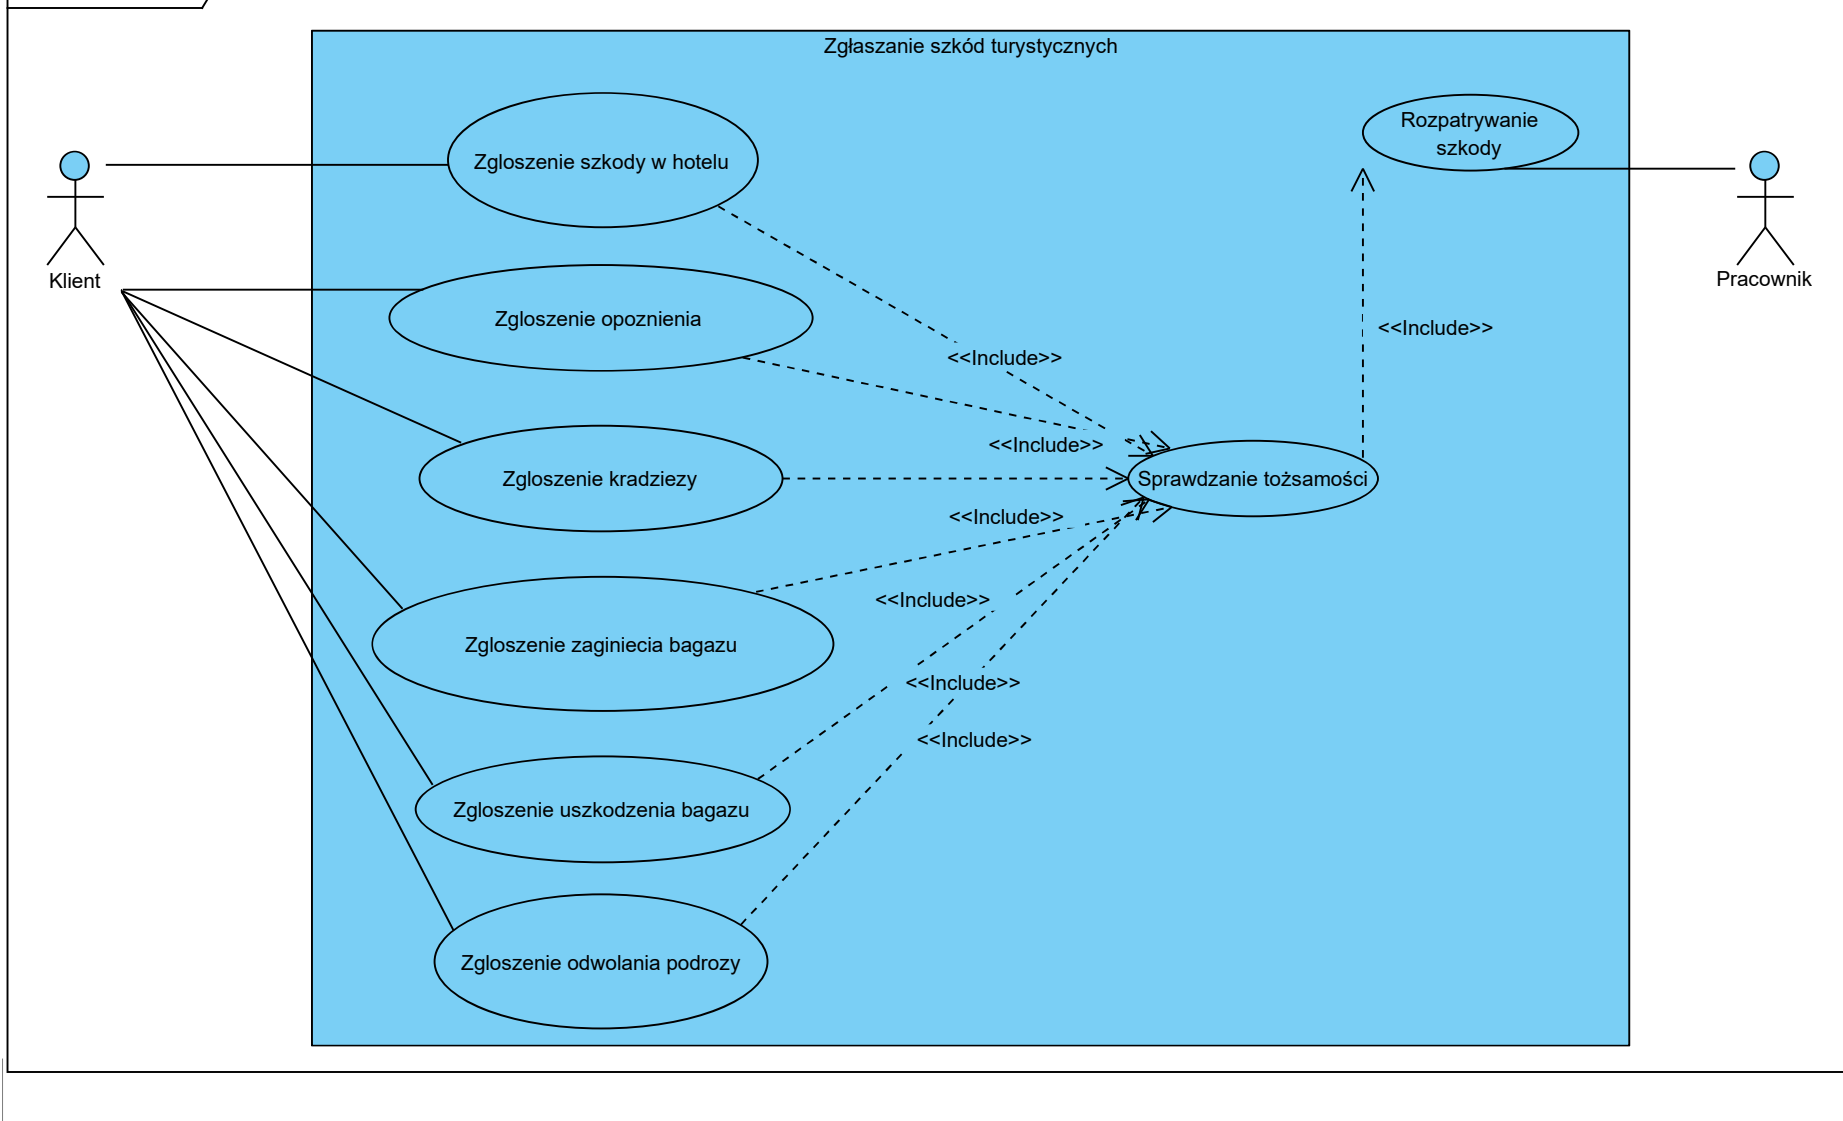 Zgłaszanie szkód turystycznych
Rozpatrywanie
szkody
Zgloszenie szkody w hotelu
Klient
Pracownik
Zgloszenie opoznienia
<<Include>>
<<Include>>
<<Include>>
Zgloszenie kradziezy
Sprawdzanie tożsamości
<<Include>>
<<Include>>
Zgloszenie zaginiecia bagazu
<<Include>>
<<Include>>
Zgloszenie uszkodzenia bagazu
Zgloszenie odwolania podrozy